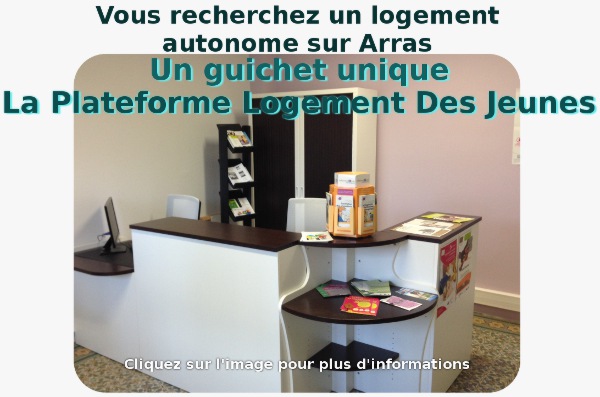 Vous recherchez un logement
autonome sur Arras
Un guichet unique
La Plateforme Logement Des Jeunes
Cliquez sur l'image pour plus d'informations